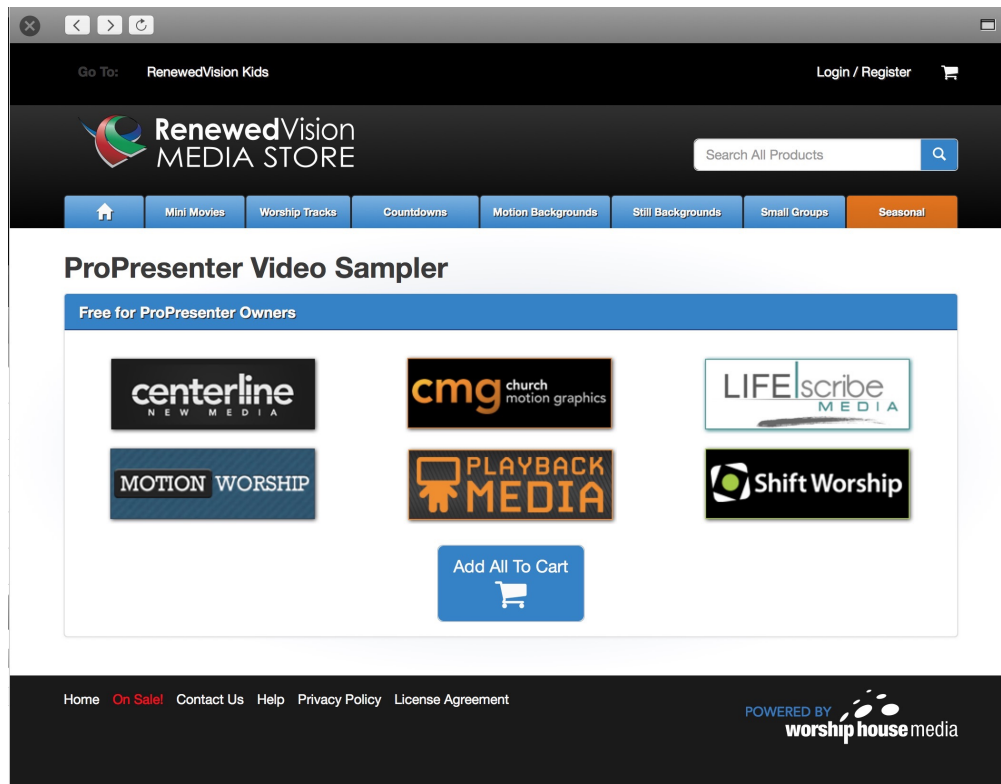 Go To: RenewedVision Kids Login / Register
RenewedVision
MEDIA STORE
Search All Products
Mini Movies Worship Tracks Countdowns Motion Backgrounds Still Backgrounds Small Groups Seasonal
ProPresenter Video Sampler
Free for ProPresenter Owners
centerline
NEW MEDIA
cmg church
motion graphics
LIFE scribe
MEDIA
MOTION WORSHIP
PLAYBACK
MEDIA
Shift Worship
Add All To Cart
Home On Sale! Contact Us Help Privacy Policy License Agreement
POWERED BY
worship house media